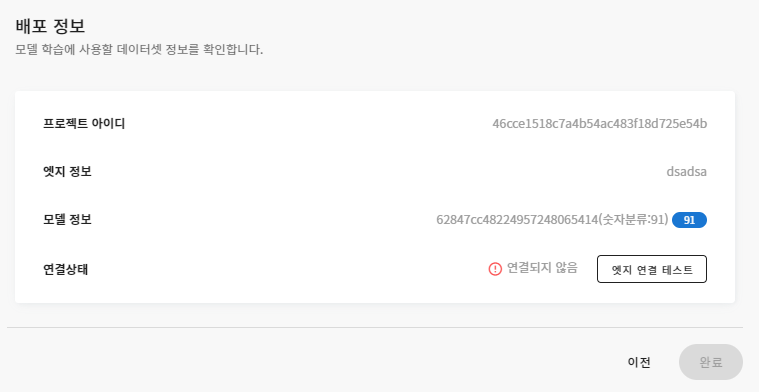 배포 정보
모델 학습에 사용할 데이터셋 정보를 확인합니다.
프로젝트 아이디 46cce1518c7a4b54ac483f18d725e54b
엣지 정보 dsadsa
모델 정보 62847cc48224957248065414(숫자분류:91) 91
연결상태 연결되지 않음 엣지 연결 테스트
이전 완료